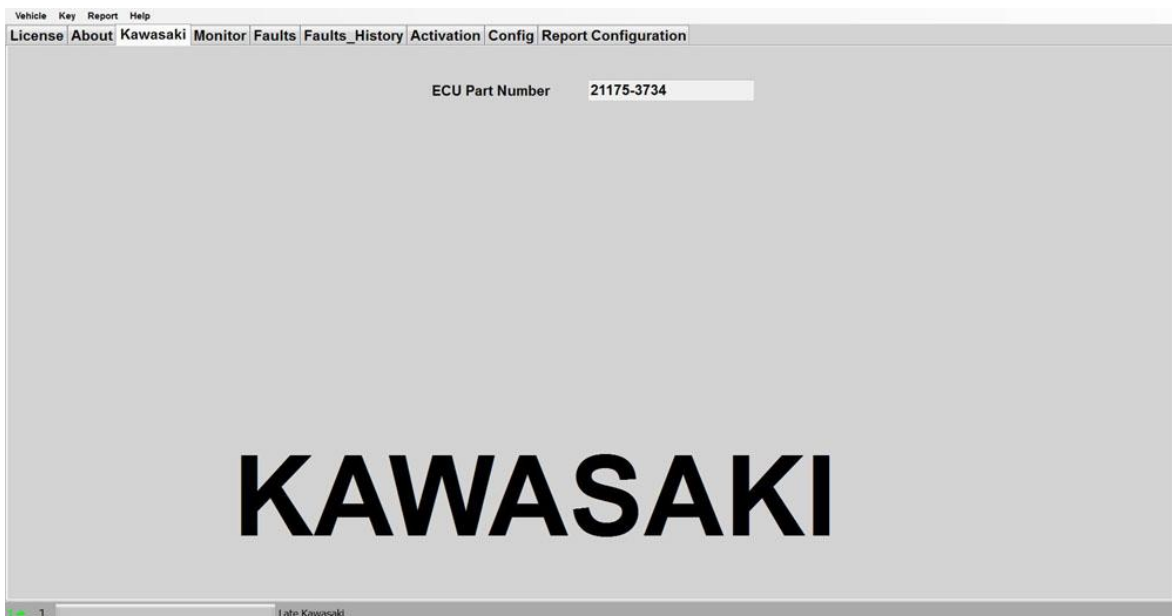 Vehicle Key Report Help
License About Kawasaki Monitor Faults Faults_History Activation Config Report Configuration
ECU Part Number 21175-3734
KAWASAKI
1 Late Kawasaki